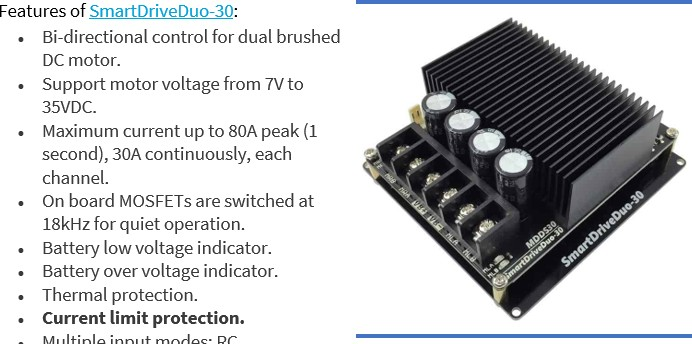 Features of SmartDriveDuo-30:
• Bi-directional control for dual brushed
DC motor.
• Support motor voltage from 7V to
35VDC.
• Maximum current up to 80A peak (1
second), 30A continuously, each
channel.
• On board MOSFETs are switched at
18kHz for quiet operation.
• Battery low voltage indicator.
• Battery over voltage indicator.
• Thermal protection.
• Current limit protection.
• Multiple input modes: RC,
MDDS30
SmartDriveDuo-30
SmartDriveDuo-30